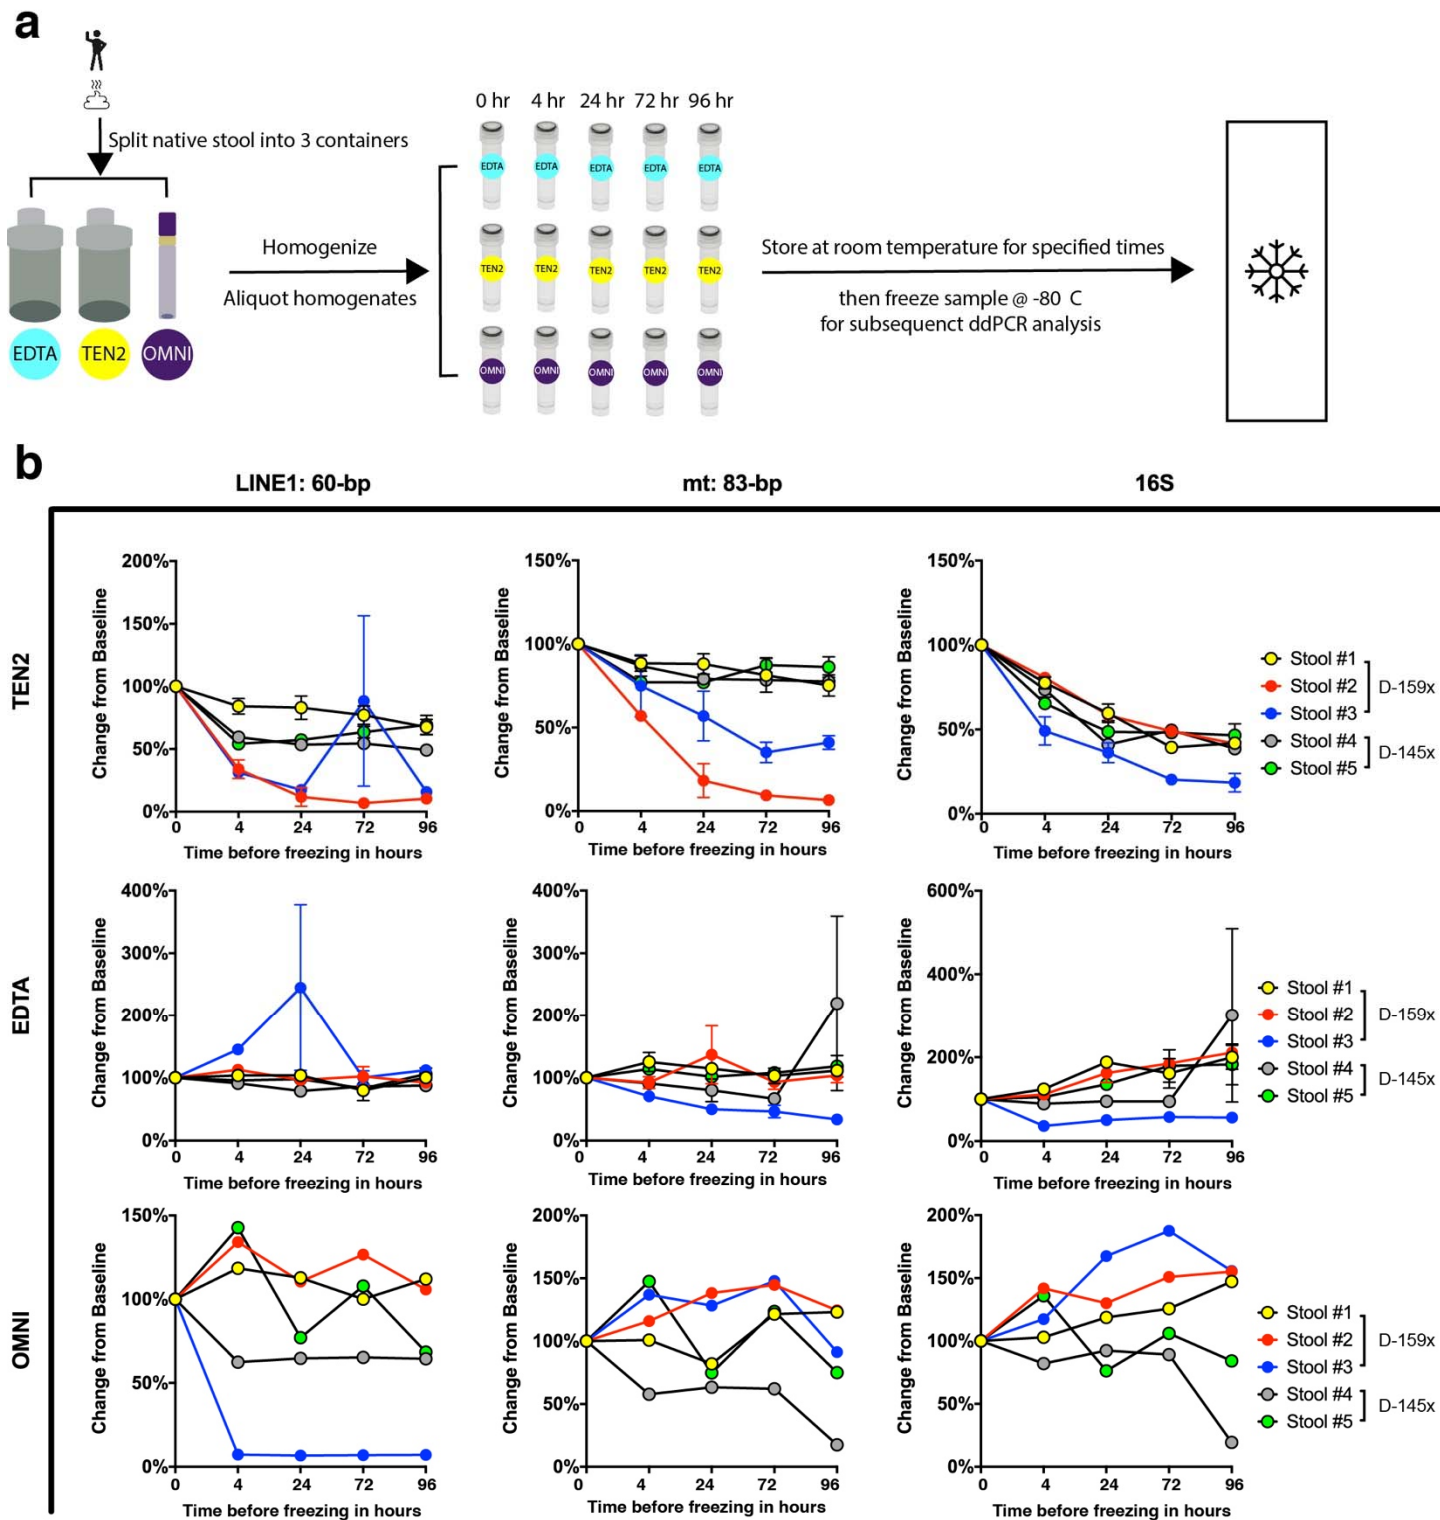 a
Split native stool into 3 containers
EDTA TEN2 OMNI
Homogenize
Aliquot homogenates
0 hr 4 hr 24 hr 72 hr 96 hr
EDTA EDTA EDTA EDTA EDTA
TEN2 TEN2 TEN2 TEN2 TEN2
OMNI OMNI OMNI OMNI OMNI
Store at room temperature for specified times
then freeze sample @ -80 C
for subsequenct ddPCR analysis
b
LINE1: 60-bp mt: 83-bp 16S
TEN2
Change from Baseline
200%
150%
100%
50%
0%
0 4 24 72 96
Time before freezing in hours
Change from Baseline
150%
100%
50%
0%
0 4 24 72 96
Time before freezing in hours
Change from Baseline
150%
100%
50%
0%
0 4 24 72 96
Time before freezing in hours
Stool #1
Stool #2
Stool #3
Stool #4
Stool #5
D-159x
D-145x
EDTA
Change from Baseline
400%
300%
200%
100%
0%
0 4 24 72 96
Time before freezing in hours
Change from Baseline
400%
300%
200%
100%
0%
0 4 24 72 96
Time before freezing in hours
Change from Baseline
600%
400%
200%
0%
0 4 24 72 96
Time before freezing in hours
Stool #1
Stool #2
Stool #3
Stool #4
Stool #5
D-159x
D-145x
OMNI
Change from Baseline
150%
100%
50%
0%
0 4 24 72 96
Time before freezing in hours
Change from Baseline
200%
150%
100%
50%
0%
0 4 24 72 96
Time before freezing in hours
Change from Baseline
200%
150%
100%
50%
0%
0 4 24 72 96
Time before freezing in hours
Stool #1
Stool #2
Stool #3
Stool #4
Stool #5
D-159x
D-145x